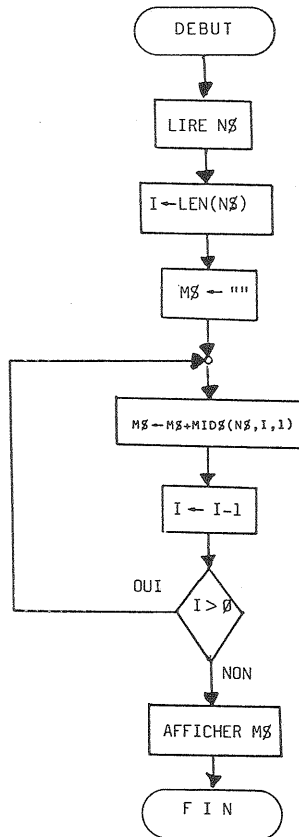 DEBUT
LIRE N$
I←LEN(N$)
M$ ← ""
M$←M$+MID$(N$,I,1)
I ← I-1
OUI
I > Ø
NON
AFFICHER M$
F I N